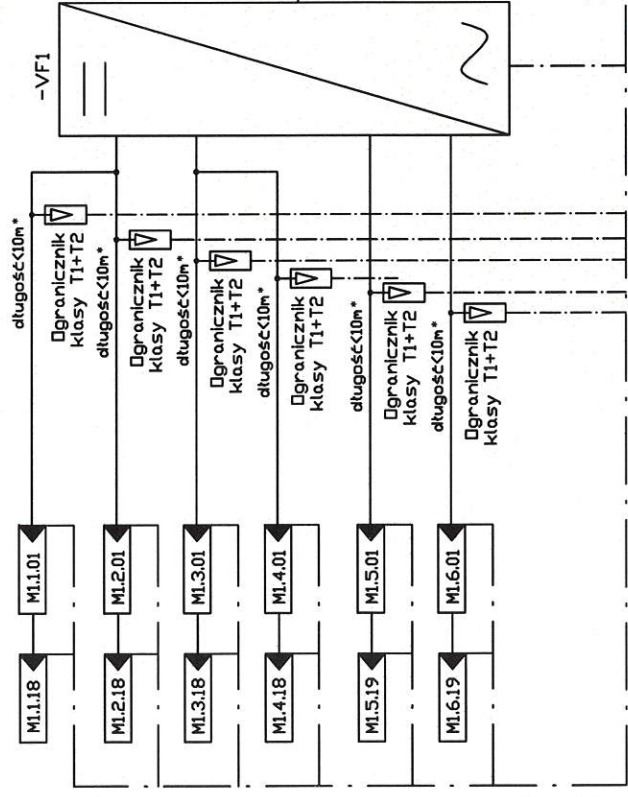 -VF1
długość<10m*
Ogranicznik
klasy T1+T2
długość<10m*
Ogranicznik
klasy T1+T2
długość<10m*
Ogranicznik
klasy T1+T2
długość<10m*
Ogranicznik
klasy T1+T2
długość<10m*
Ogranicznik
klasy T1+T2
długość<10m*
Ogranicznik
klasy T1+T2
M1.1.18
M1.1.01
M1.2.18
M1.2.01
M1.3.18
M1.3.01
M1.4.18
M1.4.01
M1.5.19
M1.5.01
M1.6.19
M1.6.01